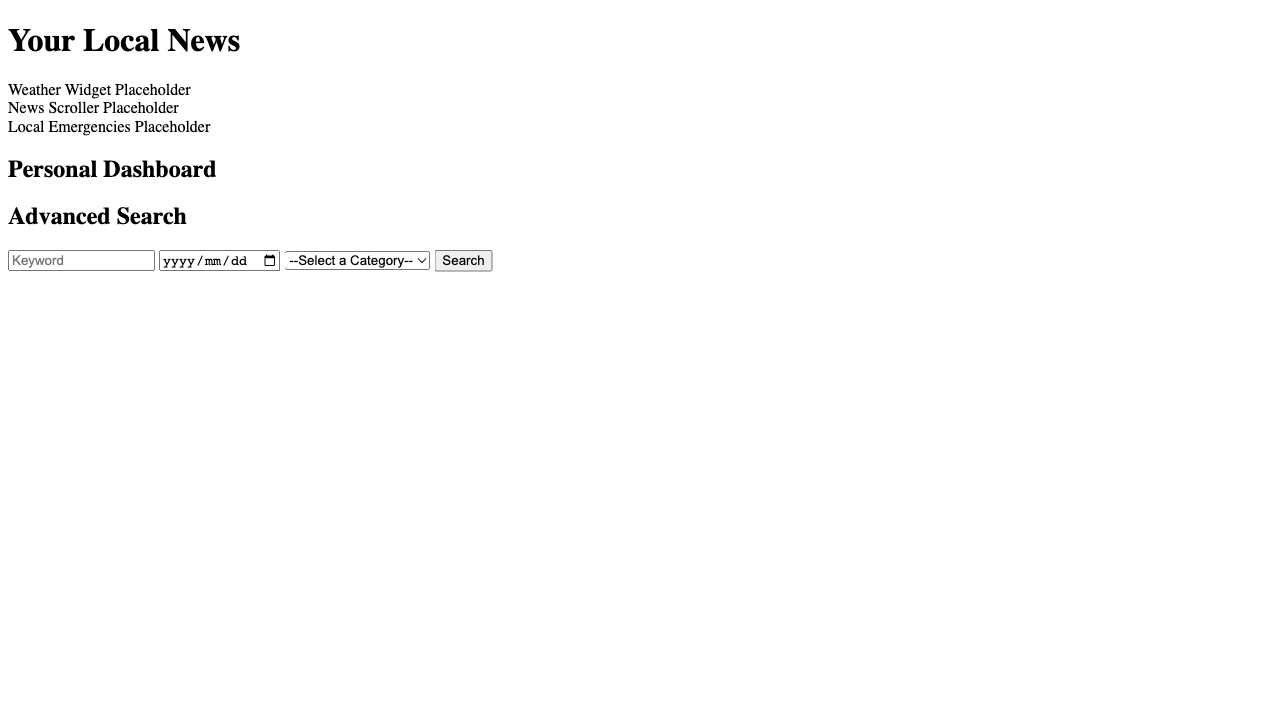 Your Local News
Weather Widget Placeholder
News Scroller Placeholder
Local Emergencies Placeholder
Personal Dashboard
Advanced Search
Keyword yyyy/mm/dd --Select a Category-- Search